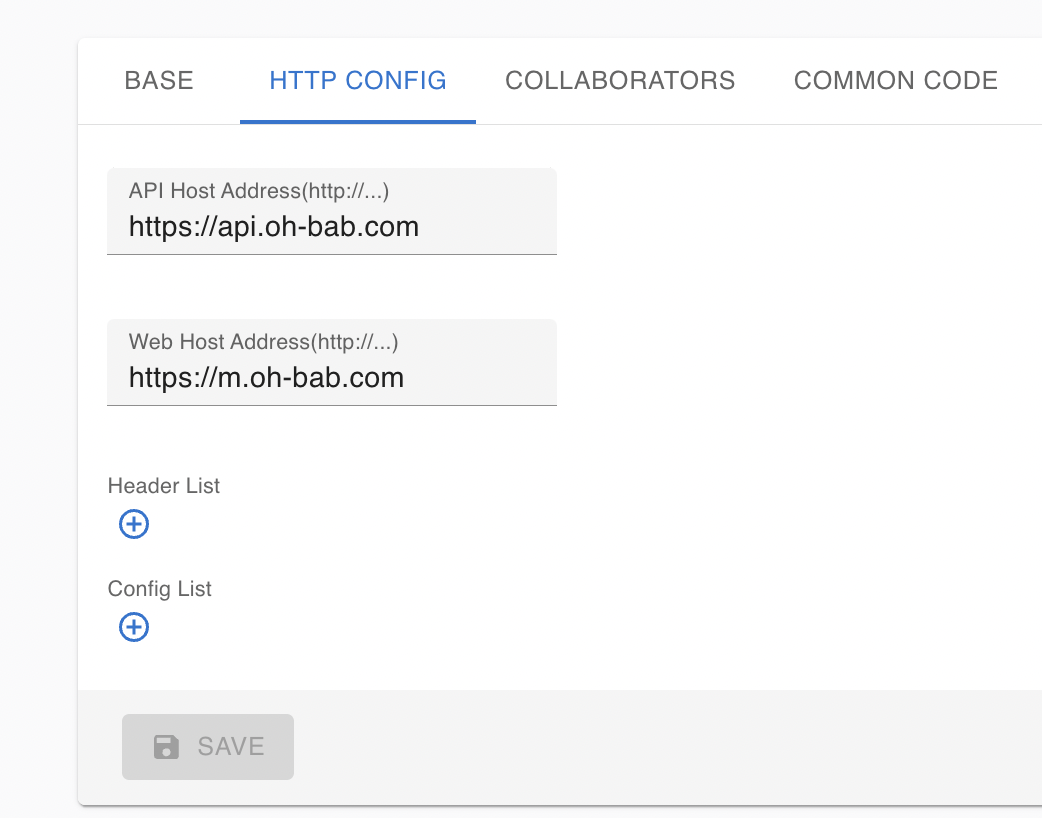 BASE HTTP CONFIG COLLABORATORS COMMON CODE
API Host Address(http://...)
https://api.oh-bab.com
Web Host Address(http://...)
https://m.oh-bab.com
Header List
Config List
SAVE